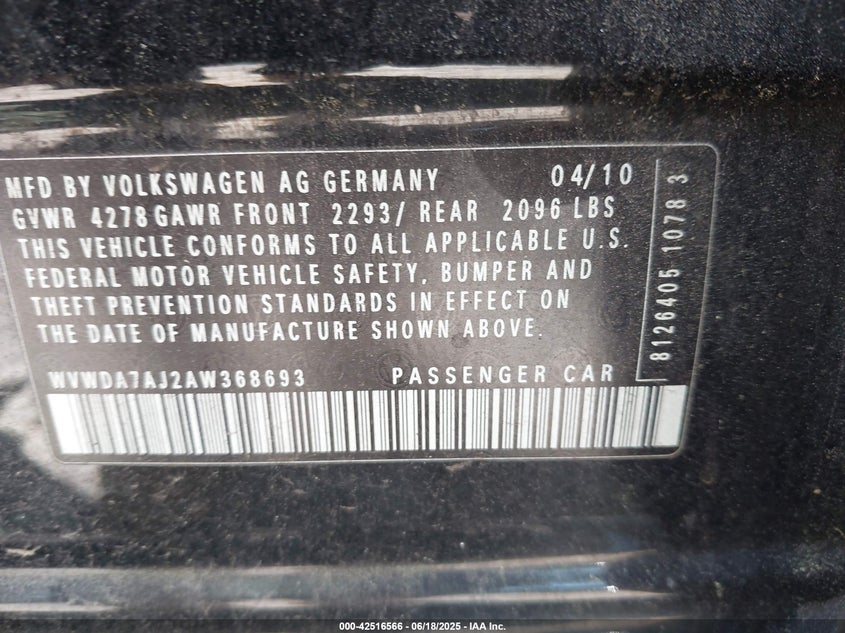 MFD BY VOLKSWAGEN AG GERMANY 04/10
GVWR 4278 GAWR FRONT 2293/ REAR 2096 LBS
THIS VEHICLE CONFORMS TO ALL APPLICABLE U.S.
FEDERAL MOTOR VEHICLE SAFETY, BUMPER AND
THEFT PREVENTION STANDARDS IN EFFECT ON
THE DATE OF MANUFACTURE SHOWN ABOVE.
WVWDA7AJ2AW368693 PASSENGER CAR
8126405 1078 3
000-42516566 - 06/18/2025 - IAA Inc.